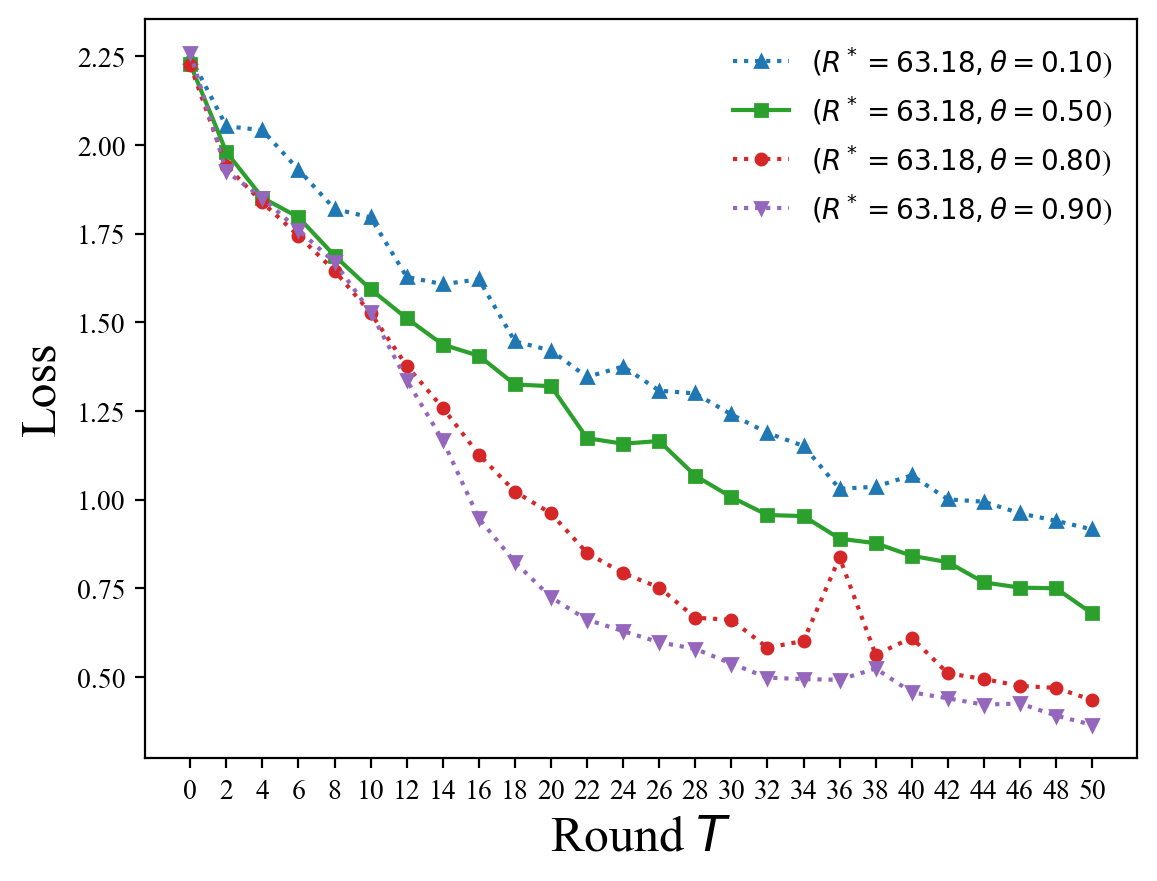 2.25
2.00
1.75
1.50
1.25
1.00
0.75
0.50
Loss
(R* = 63.18, θ = 0.10)
(R* = 63.18, θ = 0.50)
(R* = 63.18, θ = 0.80)
(R* = 63.18, θ = 0.90)
0 2 4 6 8 10 12 14 16 18 20 22 24 26 28 30 32 34 36 38 40 42 44 46 48 50
Round T